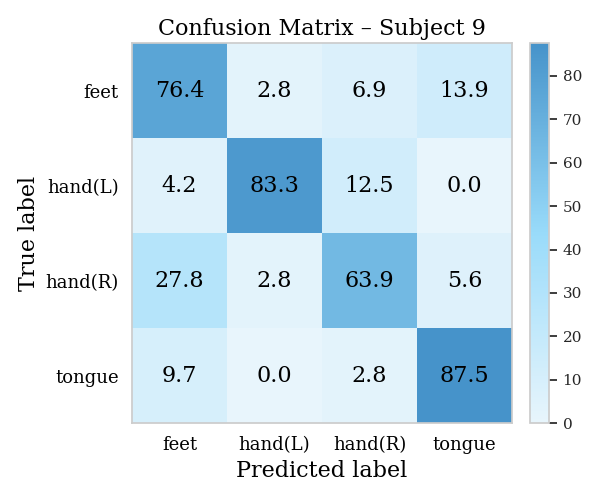 Confusion Matrix – Subject 9
feet 76.4 2.8 6.9 13.9
hand(L) 4.2 83.3 12.5 0.0
hand(R) 27.8 2.8 63.9 5.6
tongue 9.7 0.0 2.8 87.5
feet hand(L) hand(R) tongue
Predicted label
True label
80
70
60
50
40
30
20
10
0